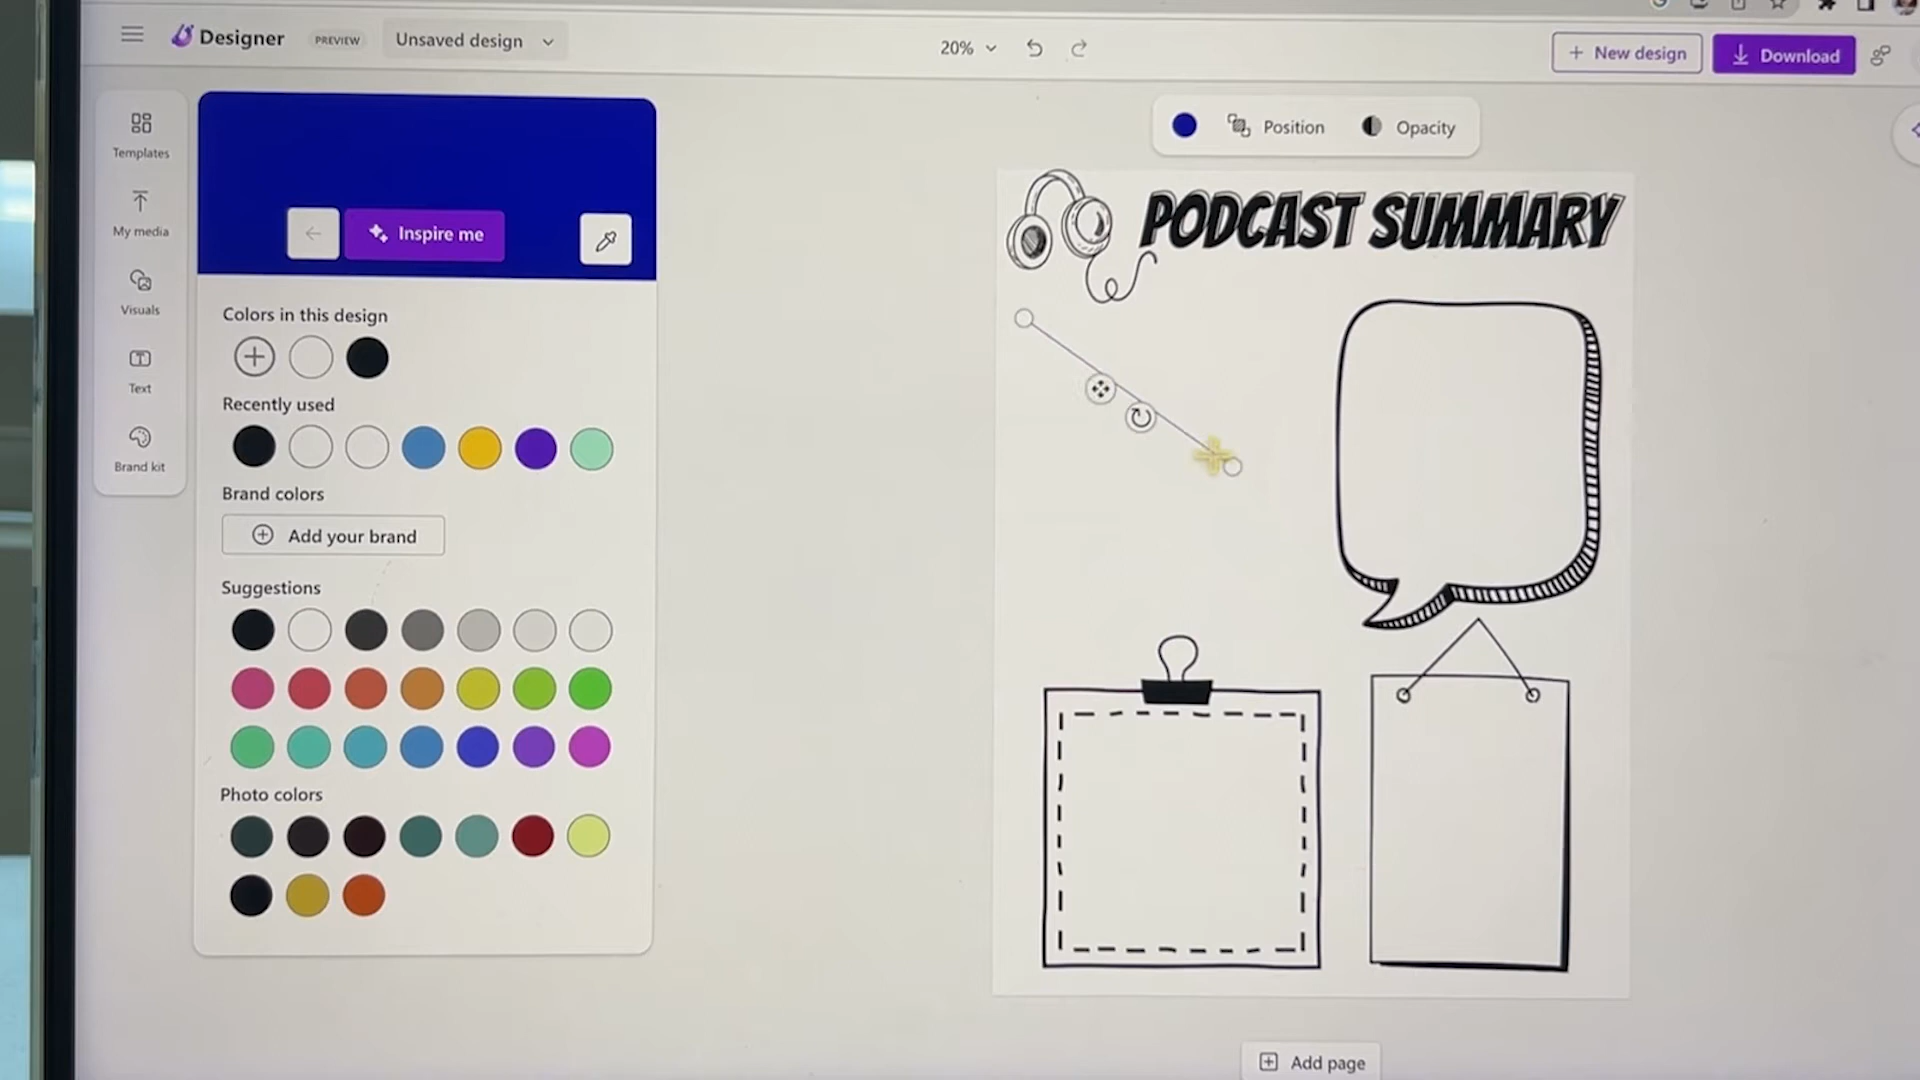 Designer
PREVIEW
Unsaved design
20%
New design
Download
Templates
My media
Visuals
Text
Brand kit
Inspire me
Colors in this design
Recently used
Brand colors
Add your brand
Suggestions
Photo colors
Position
Opacity
PODCAST SUMMARY
Add page